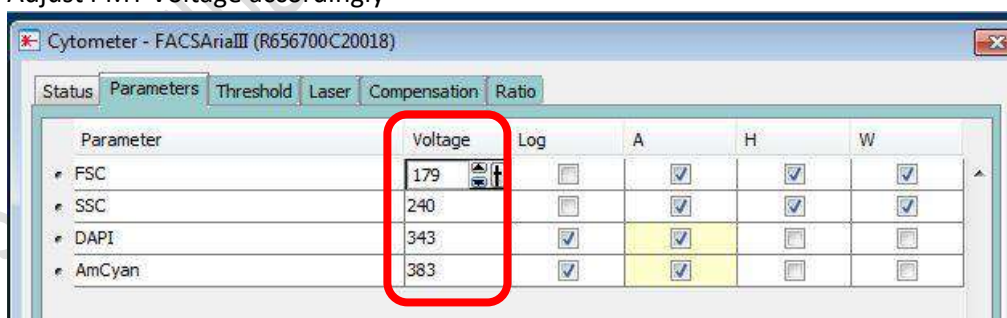 Adjust PMT Voltage accordingly
Cytometer - FACSAriaIII (R656700C20018)
Status Parameters Threshold Laser Compensation Ratio
Parameter Voltage Log A H W
FSC 179
SSC 240
DAPI 343
AmCyan 383